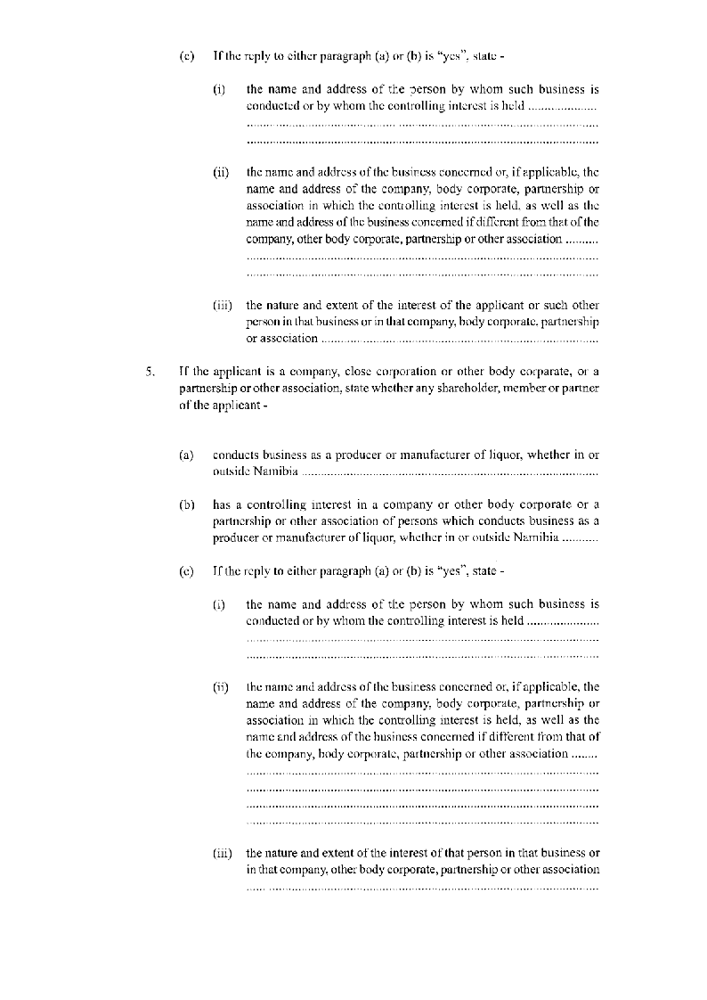 (c) If the reply to either paragraph (a) or (b) is “yes”, state -
(i) the name and address of the person by whom such business is
conducted or by whom the controlling interest is held .....................
..........................................................................................................
..........................................................................................................
(ii) the name and address of the business concerned or, if applicable, the
name and address of the company, body corporate, partnership or
association in which the controlling interest is held, as well as the
name and address of the business concerned if different from that of the
company, other body corporate, partnership or other association ..........
..........................................................................................................
..........................................................................................................
(iii) the nature and extent of the interest of the applicant or such other
person in that business or in that company, body corporate, partnership
or association ....................................................................................
5. If the applicant is a company, close corporation or other body corparate, or a
partnership or other association, state whether any shareholder, member or partner
of the applicant -
(a) conducts business as a producer or manufacturer of liquor, whether in or
outside Namibia ..........................................................................................
(b) has a controlling interest in a company or other body corporate or a
partnership or other association of persons which conducts business as a
producer or manufacturer of liquor, whether in or outside Namibia ...........
(c) If the reply to either paragraph (a) or (b) is “yes”, state -
(i) the name and address of the person by whom such business is
conducted or by whom the controlling interest is held ......................
..........................................................................................................
..........................................................................................................
(ii) the name and address of the business concerned or, if applicable, the
name and address of the company, body corporate, partnership or
association in which the controlling interest is held, as well as the
name and address of the business concerned if different from that of
the company, body corporate, partnership or other association ........
..........................................................................................................
..........................................................................................................
..........................................................................................................
..........................................................................................................
(iii) the nature and extent of the interest of that person in that business or
in that company, other body corporate, partnership or other association
..........................................................................................................